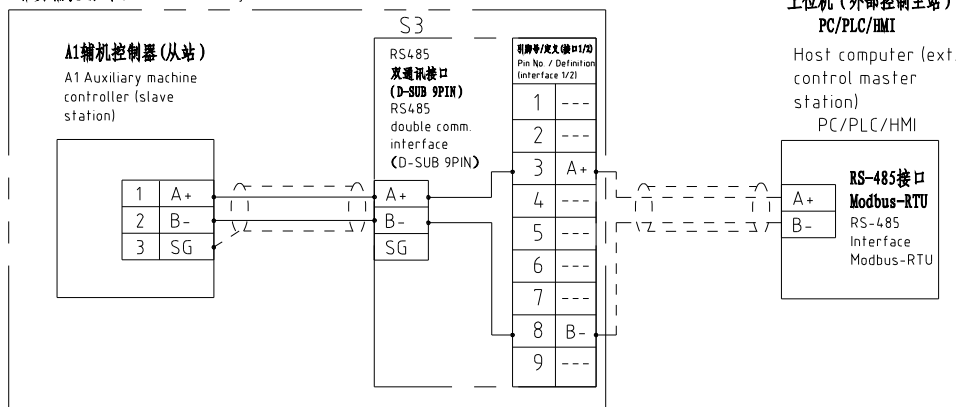 S3
A1辅机控制器(从站)
A1 Auxiliary machine
controller (slave
station)
1 A+
2 B-
3 SG
RS485
双通讯接口
(D-SUB 9PIN)
RS485
double comm.
interface
(D-SUB 9PIN)
A+
B-
SG
引脚号/定义(接口1/2)
Pin No. / Definition
(interface 1/2)
1 ---
2 ---
3 A+
4 ---
5 ---
6 ---
7 ---
8 B-
9 ---
上位机(外部控制主站)
PC/PLC/HMI
Host computer (ext.
control master
station)
PC/PLC/HMI
A+
B-
RS-485接口
Modbus-RTU
RS-485
Interface
Modbus-RTU